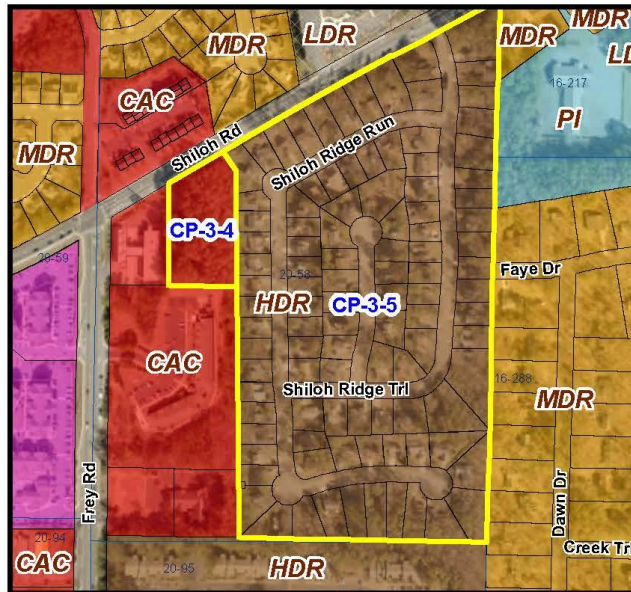 MDR
LDR
MDR
MDR
CAC
16-217
PI
MDR
Shiloh Rd
Shiloh Ridge Run
CP-3-4
20-59
Faye Dr
20-58
HDR
CP-3-5
CAC
16-288
Shiloh Ridge Trl
MDR
Frey Rd
Dawn Dr
20-94
Creek Tr
CAC
20-95
HDR